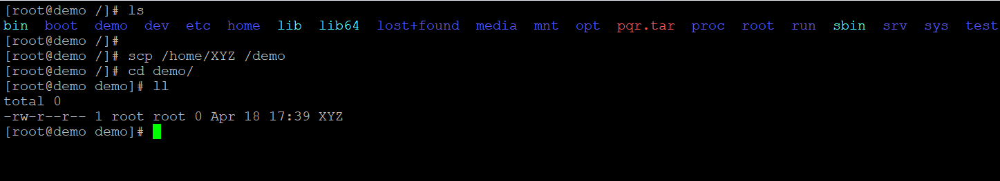 [root@demo /]# ls
bin boot demo dev etc home lib lib64 lost+found media mnt opt pqr.tar proc root run sbin srv sys test
[root@demo /]#
[root@demo /]# scp /home/XYZ /demo
[root@demo /]# cd demo/
[root@demo demo]# ll
total 0
-rw-r--r-- 1 root root 0 Apr 18 17:39 XYZ
[root@demo demo]#